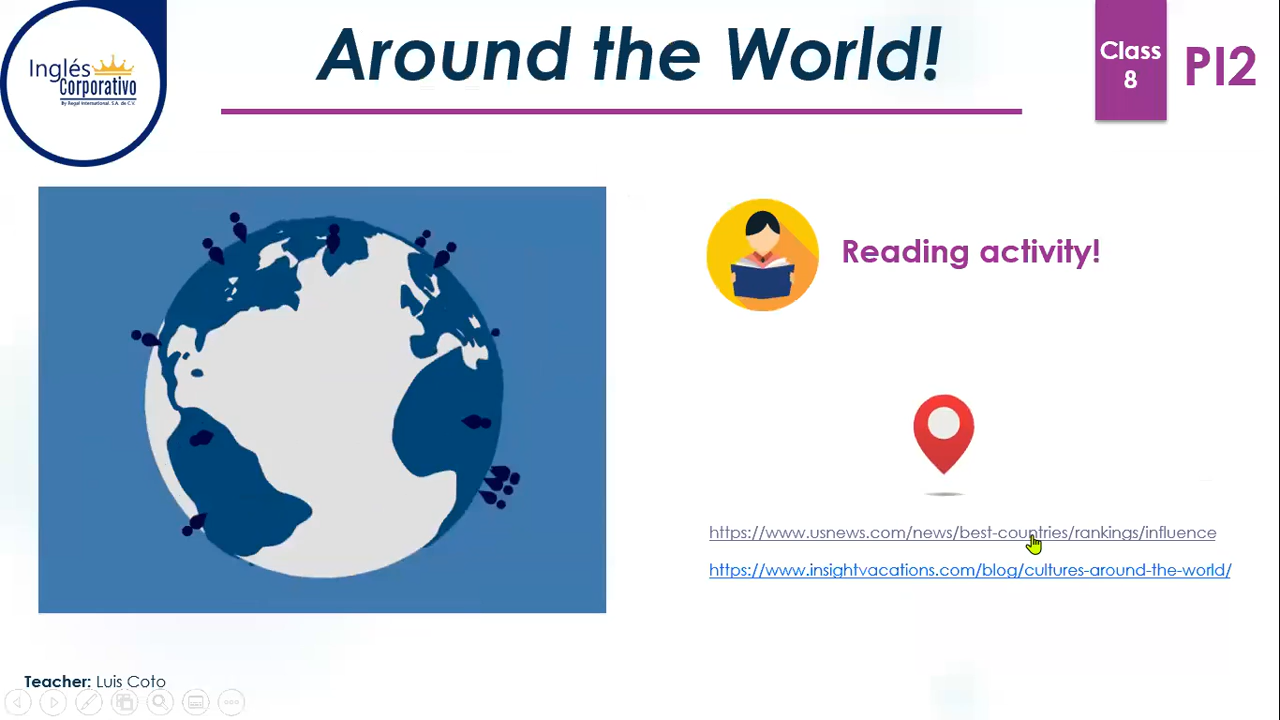 Around the World!
Class
8
PI2
Inglés
Corporativo
By Regal International, S.A. de C.V.
Reading activity!
https://www.usnews.com/news/best-countries/rankings/influence
https://www.insightvacations.com/blog/cultures-around-the-world/
Teacher: Luis Coto